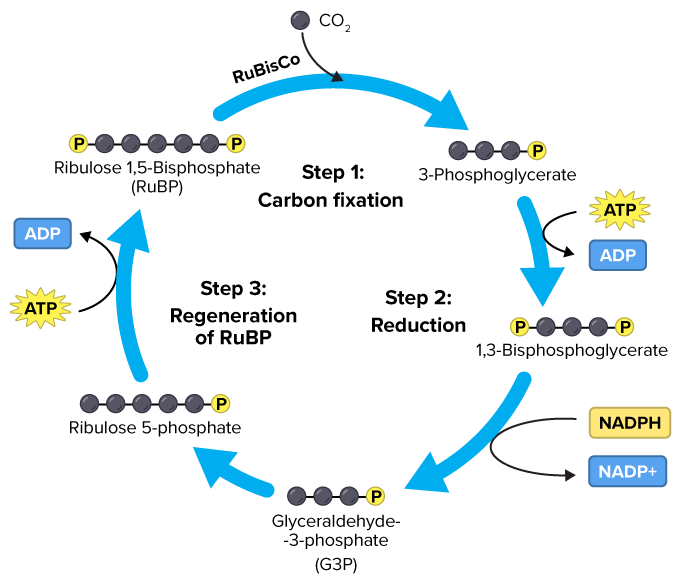 CO2
RuBisCo
P P
Ribulose 1,5-Bisphosphate
(RuBP)
P
3-Phosphoglycerate
Step 1:
Carbon fixation
ATP
ADP
ADP
ATP
Step 3:
Regeneration
of RuBP
Step 2:
Reduction
P P
1,3-Bisphosphoglycerate
P
Ribulose 5-phosphate
NADPH
NADP+
P
Glyceraldehyde-
-3-phosphate
(G3P)